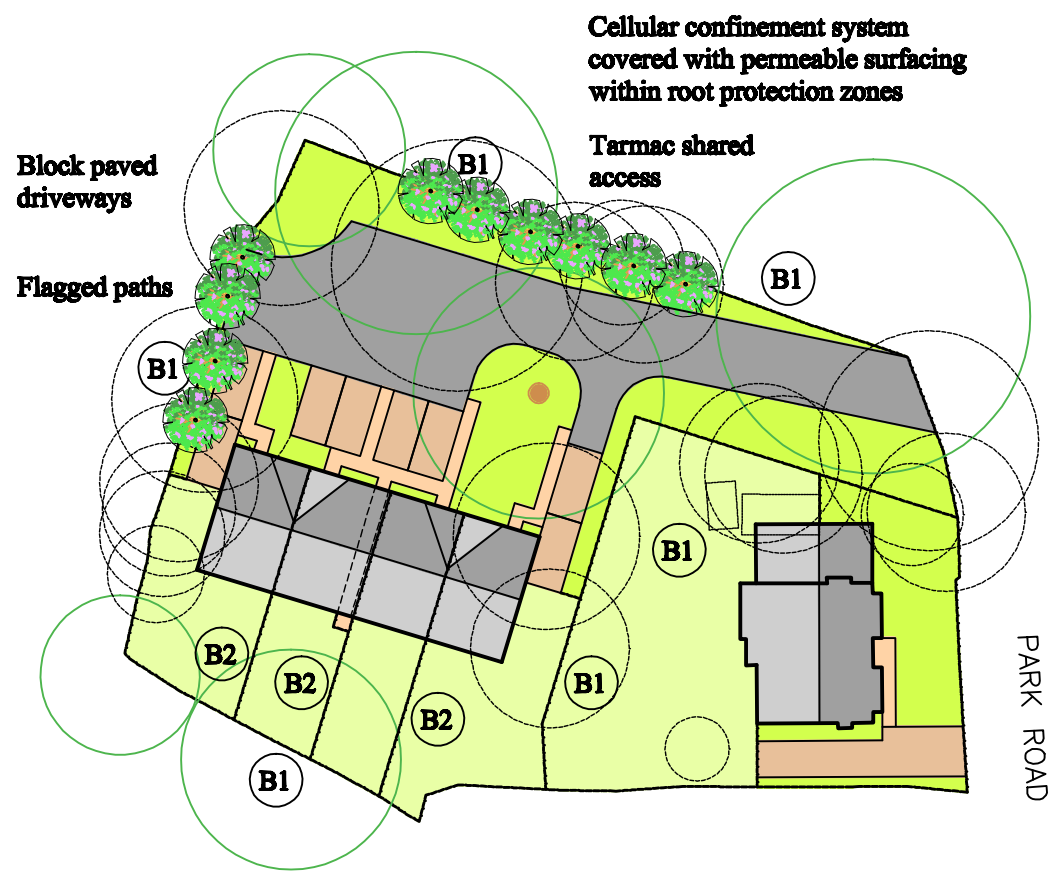 Cellular confinement system
covered with permeable surfacing
within root protection zones
Tarmac shared
access
Block paved
driveways
Flagged paths
B1
B1
B1
B1
B2
B2
B1
B2
B1
PARK ROAD